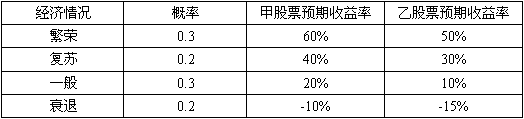 经济情况 概率 甲股票预期收益率 乙股票预期收益率
繁荣 0.3 60% 50%
复苏 0.2 40% 30%
一般 0.3 20% 10%
衰退 0.2 -10% -15%